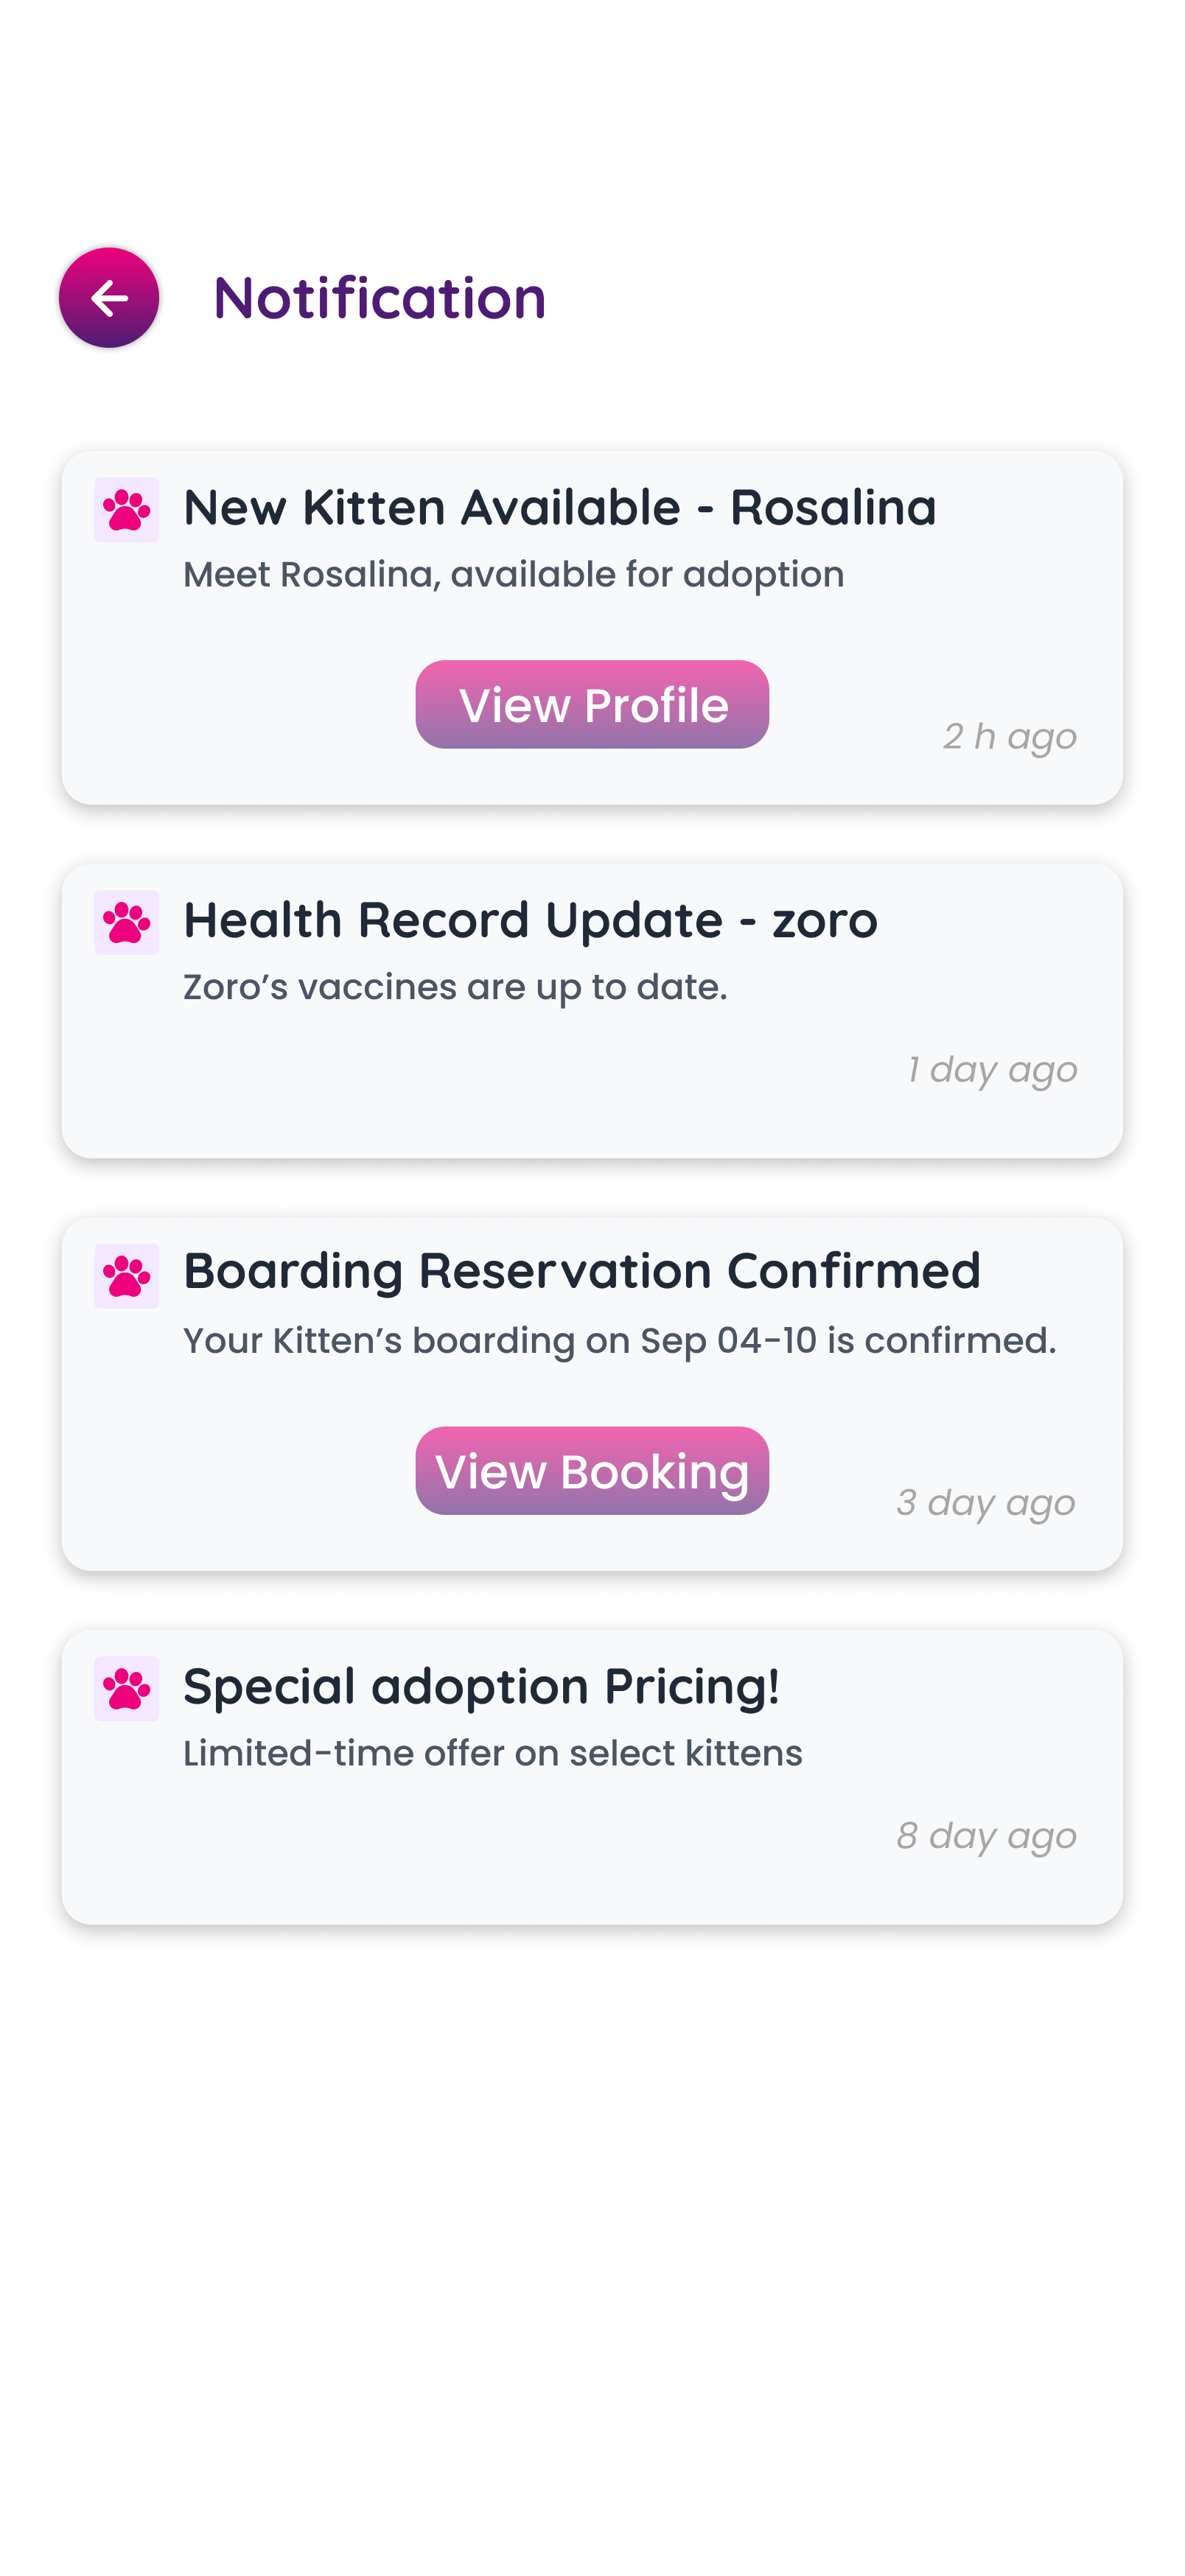 Notification
New Kitten Available - Rosalina
Meet Rosalina, available for adoption
View Profile
2 h ago
Health Record Update - zoro
Zoro’s vaccines are up to date.
1 day ago
Boarding Reservation Confirmed
Your Kitten’s boarding on Sep 04-10 is confirmed.
View Booking
3 day ago
Special adoption Pricing!
Limited-time offer on select kittens
8 day ago